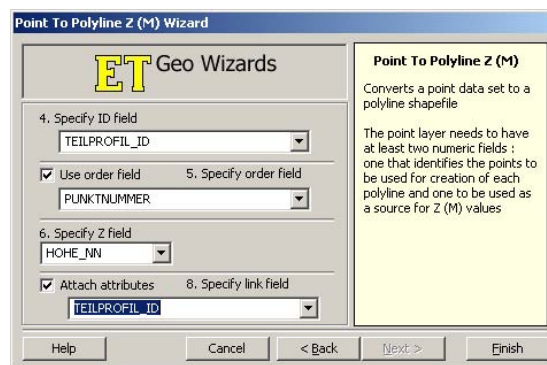 Point To Polyline Z (M) Wizard
ET Geo Wizards
4. Specify ID field
TEILPROFIL_ID
Use order field 5. Specify order field
PUNKTNUMMER
6. Specify Z field
HOHE_NN
Attach attributes 8. Specify link field
TEILPROFIL_ID
Point To Polyline Z (M)
Converts a point data set to a
polyline shapefile
The point layer needs to have
at least two numeric fields :
one that identifies the points to
be used for creation of each
polyline and one to be used as
a source for Z (M) values
Help Cancel < Back Next > Finish